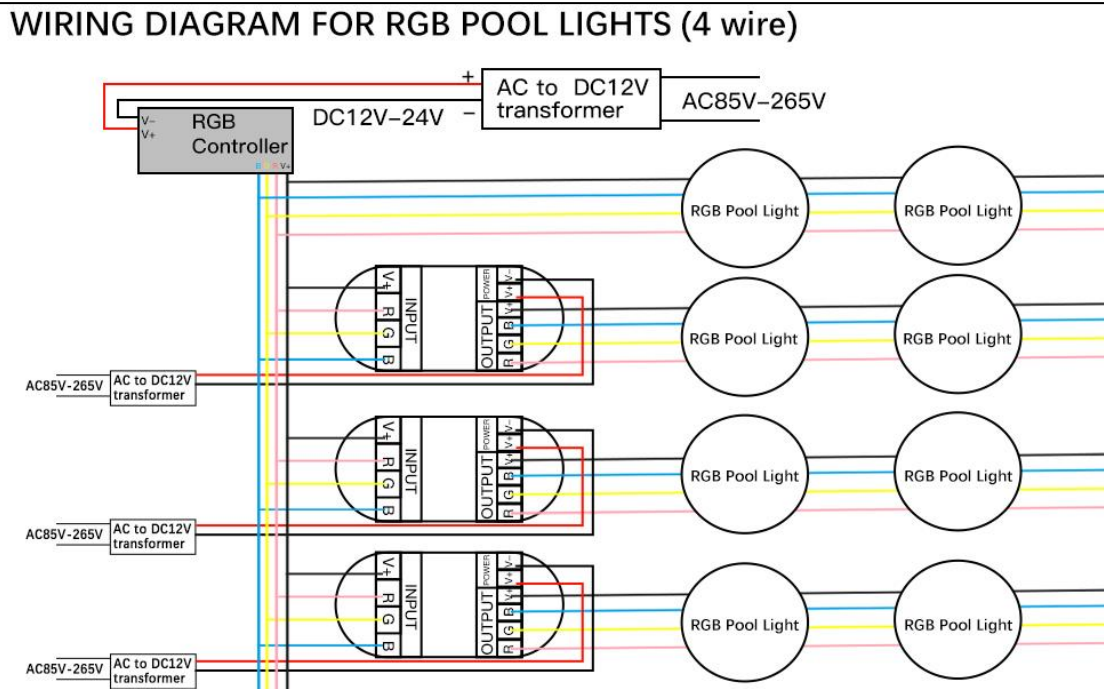 WIRING DIAGRAM FOR RGB POOL LIGHTS (4 wire)
+
AC to DC12V
transformer
AC85V-265V
DC12V-24V
-
V-
V+
RGB
Controller
B G R V+
RGB Pool Light
RGB Pool Light
V+
R
G
B
INPUT
POWER
OUTPUT
V-
V+
V+
B
G
R
RGB Pool Light
RGB Pool Light
AC85V-265V
AC to DC12V
transformer
V+
R
G
B
INPUT
POWER
OUTPUT
V-
V+
V+
B
G
R
RGB Pool Light
RGB Pool Light
AC85V-265V
AC to DC12V
transformer
V+
R
G
B
INPUT
POWER
OUTPUT
V-
V+
V+
B
G
R
RGB Pool Light
RGB Pool Light
AC85V-265V
AC to DC12V
transformer